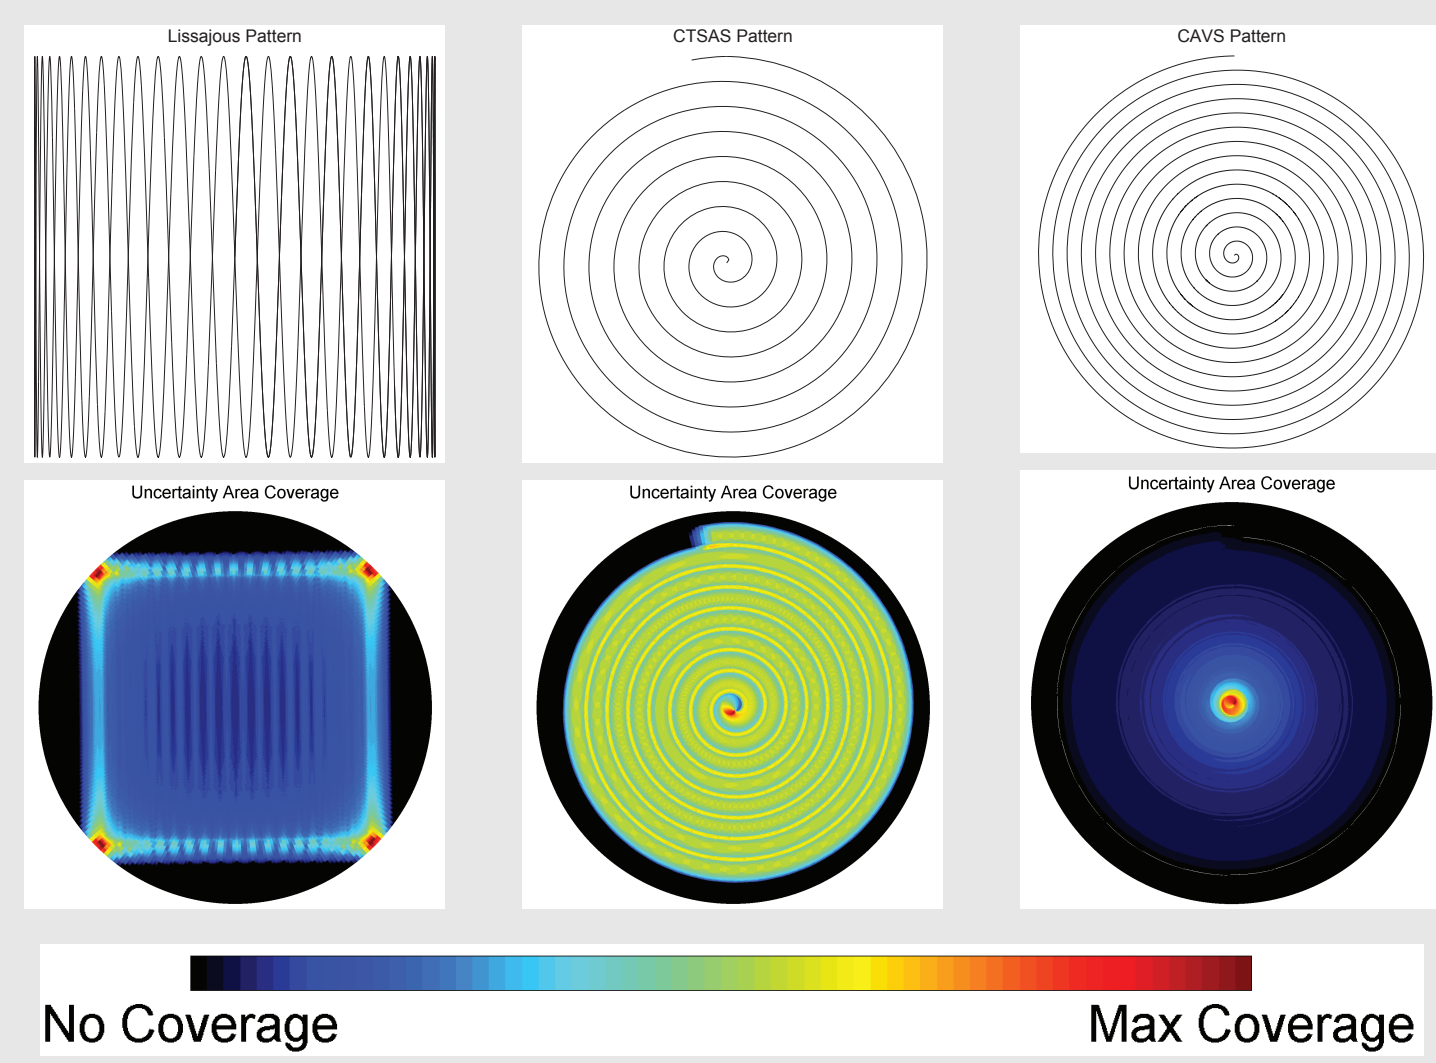 Lissajous Pattern
CTSAS Pattern
CAVS Pattern
Uncertainty Area Coverage
Uncertainty Area Coverage
Uncertainty Area Coverage
No Coverage
Max Coverage